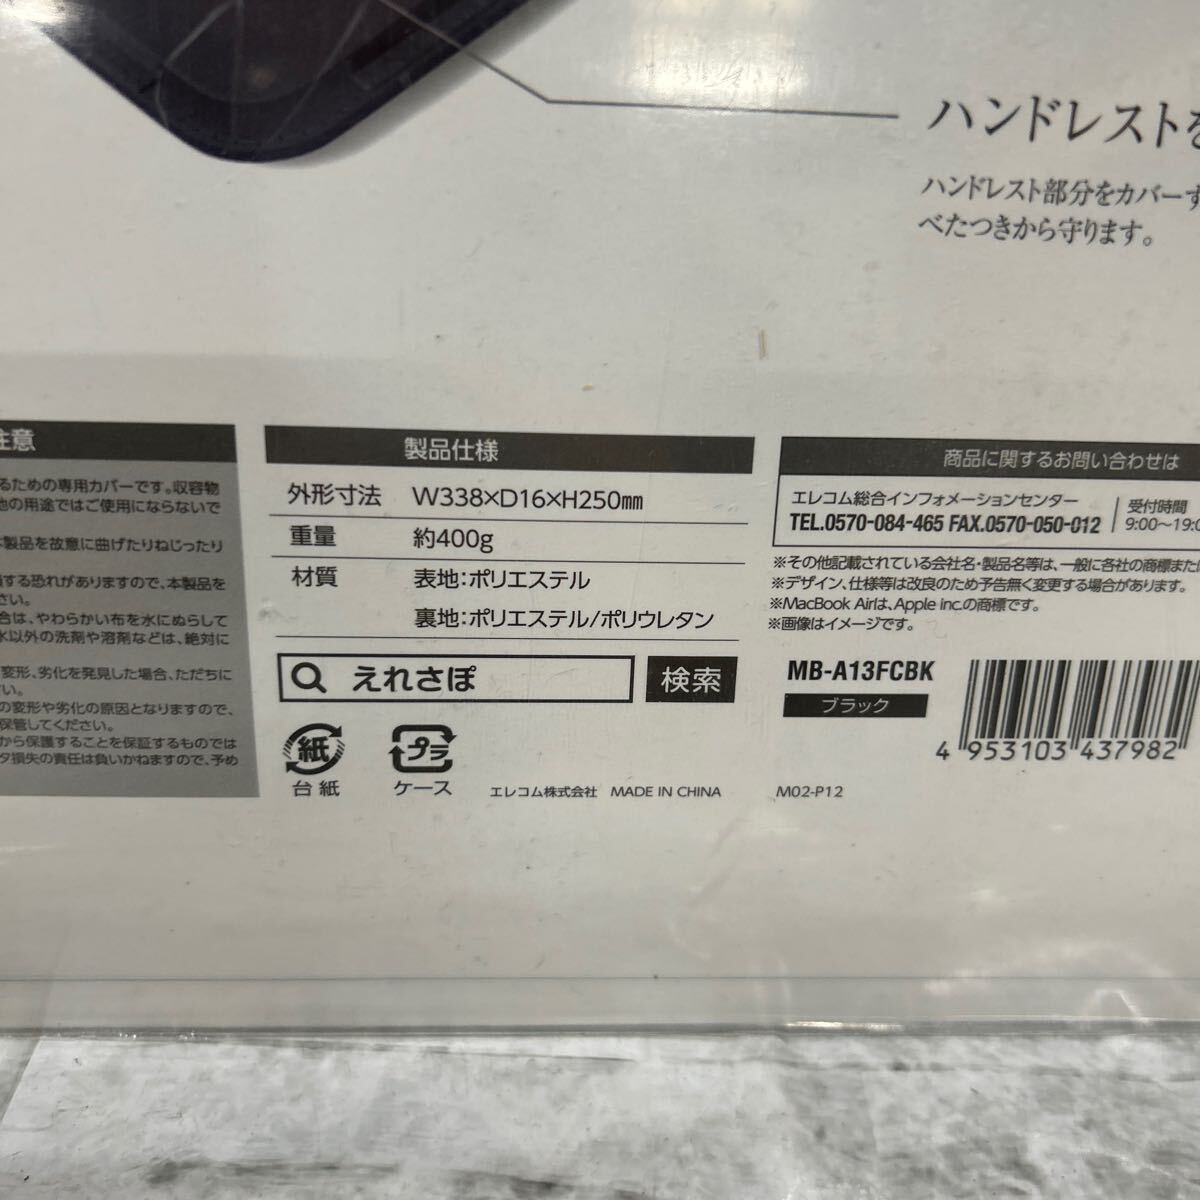 ハンドレストを
ハンドレスト部分をカバーす
べたつきから守ります。
注意
るための専用カバーです。収容物
他の用途ではご使用にならないで
本製品を故意に曲げたりねじったり
する恐れがありますので、本製品を
さい。
合は、やわらかい布を水にぬらして
水以外の洗剤や溶剤などは、絶対に
変形、劣化を発見した場合、ただちに
い。
の変形や劣化の原因となりますので、
保管してください。
から保護することを保証するものでは
タ損失の責任は負いかねますので、予め
製品仕様
外形寸法 W338×D16×H250mm
重量 約400g
材質 表地:ポリエステル
裏地:ポリエステル/ポリウレタン
えれさぽ 検索
紙 プラ
台紙 ケース
エレコム株式会社 MADE IN CHINA
商品に関するお問い合わせは
エレコム総合インフォメーションセンター
TEL.0570-084-465 FAX.0570-050-012
受付時間
9:00〜19:0
※その他記載されている会社名・製品名等は、一般に各社の商標また
※デザイン、仕様等は改良のため予告無く変更する場合があります。
※MacBook Airは、Apple Inc.の商標です。
※画像はイメージです。
MB-A13FCBK
ブラック
4 953103 437982
M02-P12